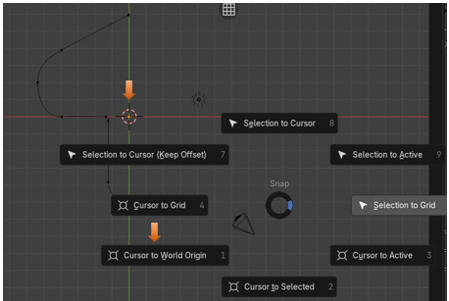 Selection to Cursor 8
Selection to Cursor (Keep Offset) 7
Selection to Active 9
Snap
Cursor to Grid 4
Selection to Grid
Cursor to World Origin 1
Cursor to Active 3
Cursor to Selected 2